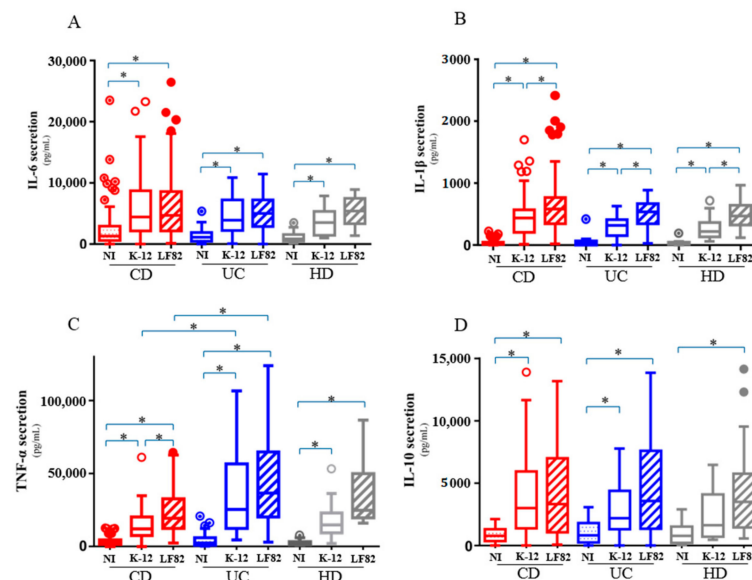 A
IL-6 secretion
(pg/mL)
30,000
20,000
10,000
0
* * * * * *
NI K-12 LF82 NI K-12 LF82 NI K-12 LF82
CD UC HD
B
IL-1β secretion
(pg/mL)
3000
2000
1000
0
* * * * * * * * *
NI K-12 LF82 NI K-12 LF82 NI K-12 LF82
CD UC HD
C
TNF-α secretion
(pg/mL)
100,000
50,000
0
* * * * * * * * *
NI K-12 LF82 NI K-12 LF82 NI K-12 LF82
CD UC HD
D
IL-10 secretion
(pg/mL)
15,000
10,000
5000
0
* * * * *
NI K-12 LF82 NI K-12 LF82 NI K-12 LF82
CD UC HD